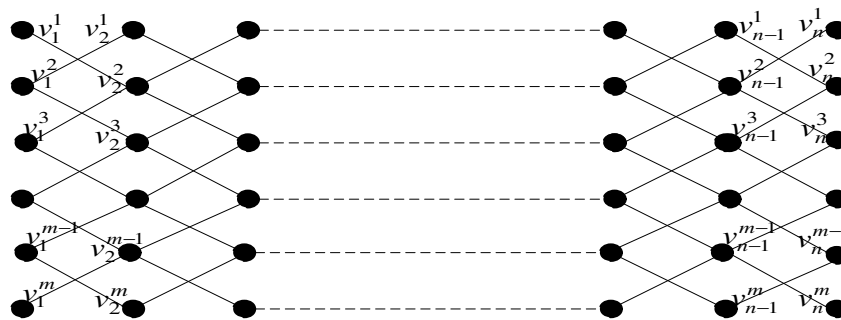 v_1^1 v_2^1 v_{n-1}^1 v_n^1
v_1^2 v_2^2 v_{n-1}^2 v_n^2
v_1^3 v_2^3 v_{n-1}^3 v_n^3
v_1^{m-1} v_2^{m-1} v_{n-1}^{m-1} v_n^{m-
v_1^m v_2^m v_{n-1}^m v_n^m